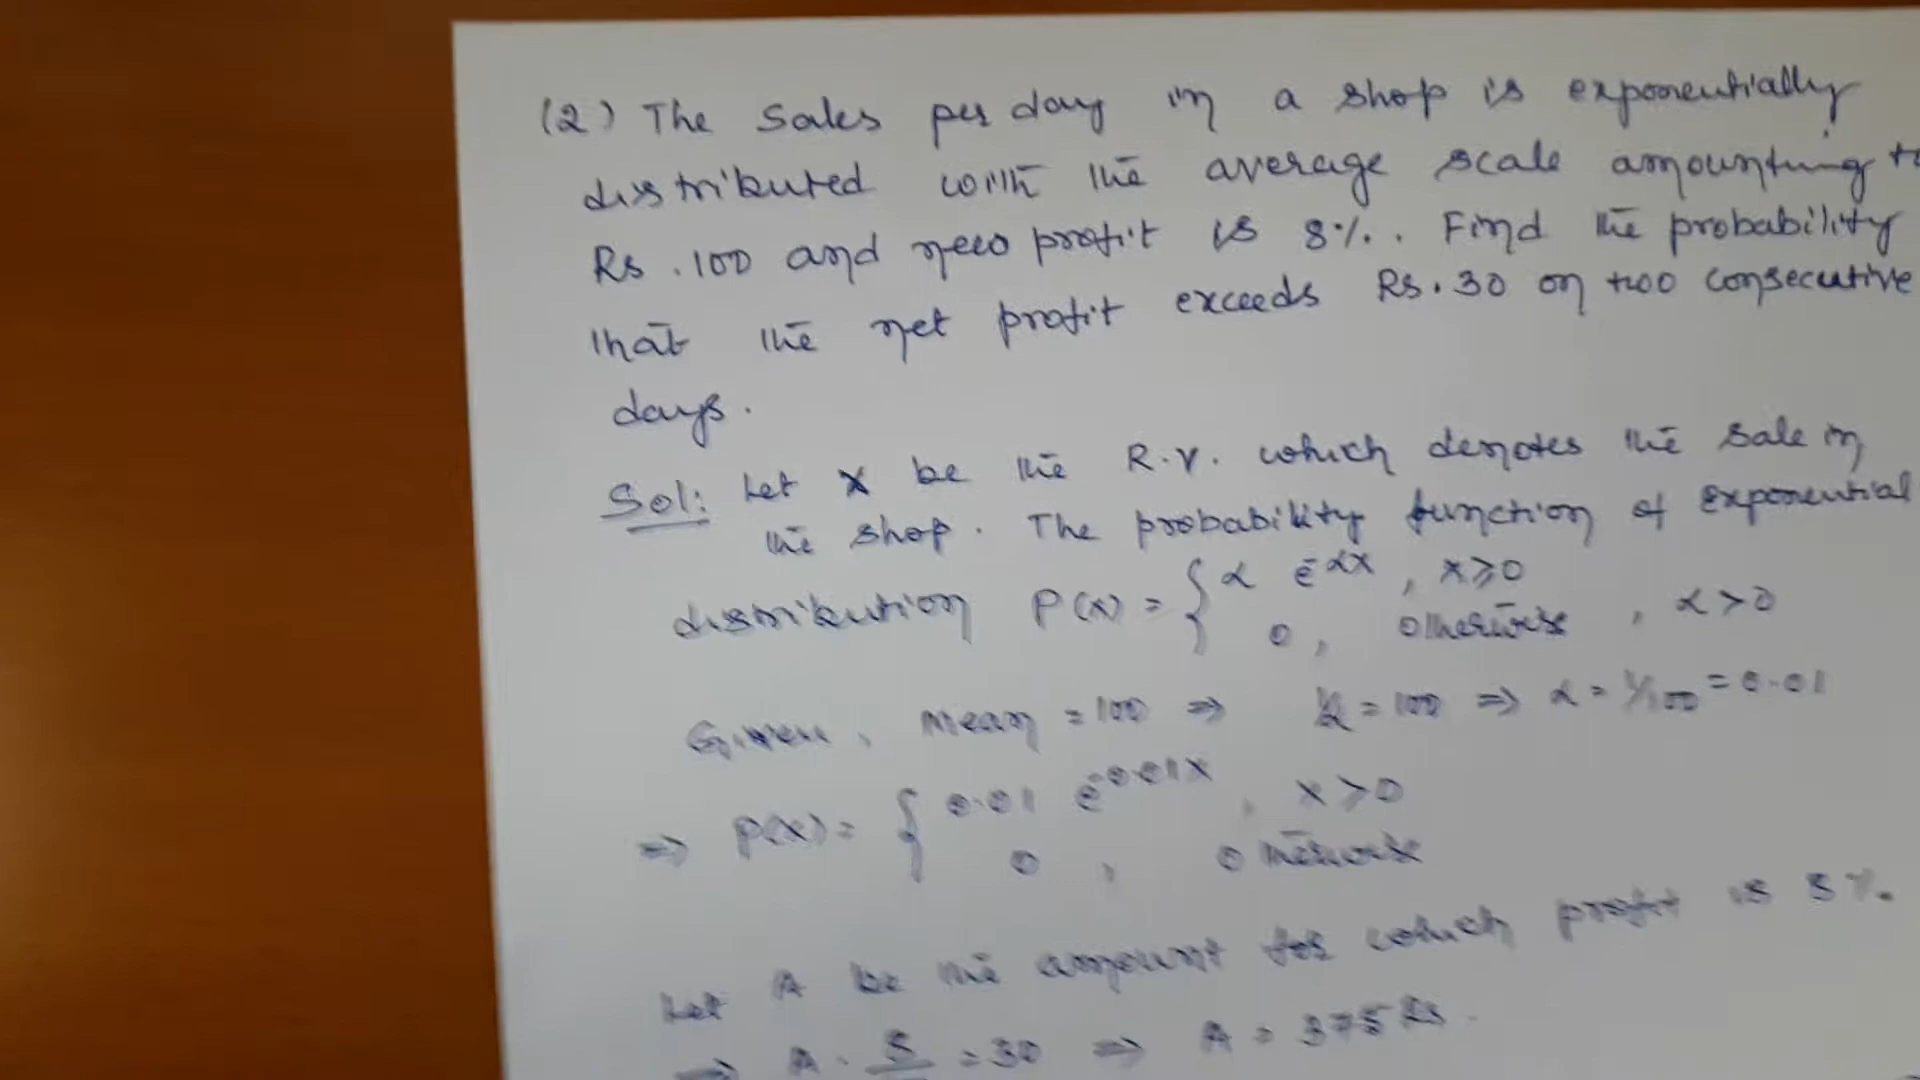 (2) The sales per day in a shop is exponentially
distributed with the average scale amounting to
Rs .100 and new profit is 8%. . Find the probability
that the net profit exceeds Rs. 30 on two consecutive
days.
Sol: Let X be the R.V. which denotes the sale in
the shop. The probability function of exponential
distribution P(x) = { α e^-αx , x≥0
0 , otherwise , α>0
Given, Mean = 100 ⇒ 1/α = 100 ⇒ α = 1/100 = 0.01
⇒ P(x) = { 0.01 e^-0.01x , x>0
0 , otherwise
Let A be the amount for which profit is 8%.
⇒ A. 8 = 30 ⇒ A = 375 Rs.